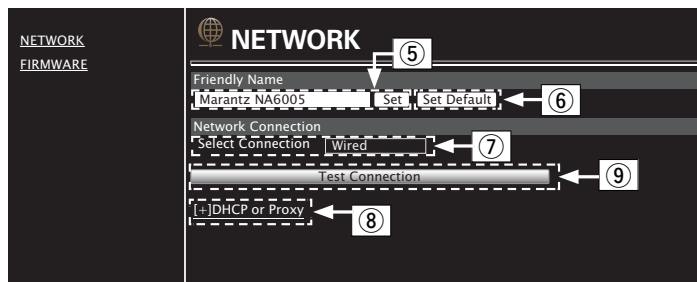 NETWORK
FIRMWARE
NETWORK
⑤
Friendly Name
Marantz NA6005 Set Set Default ⑥
Network Connection
Select Connection Wired ⑦
Test Connection ⑨
[+]DHCP or Proxy ⑧